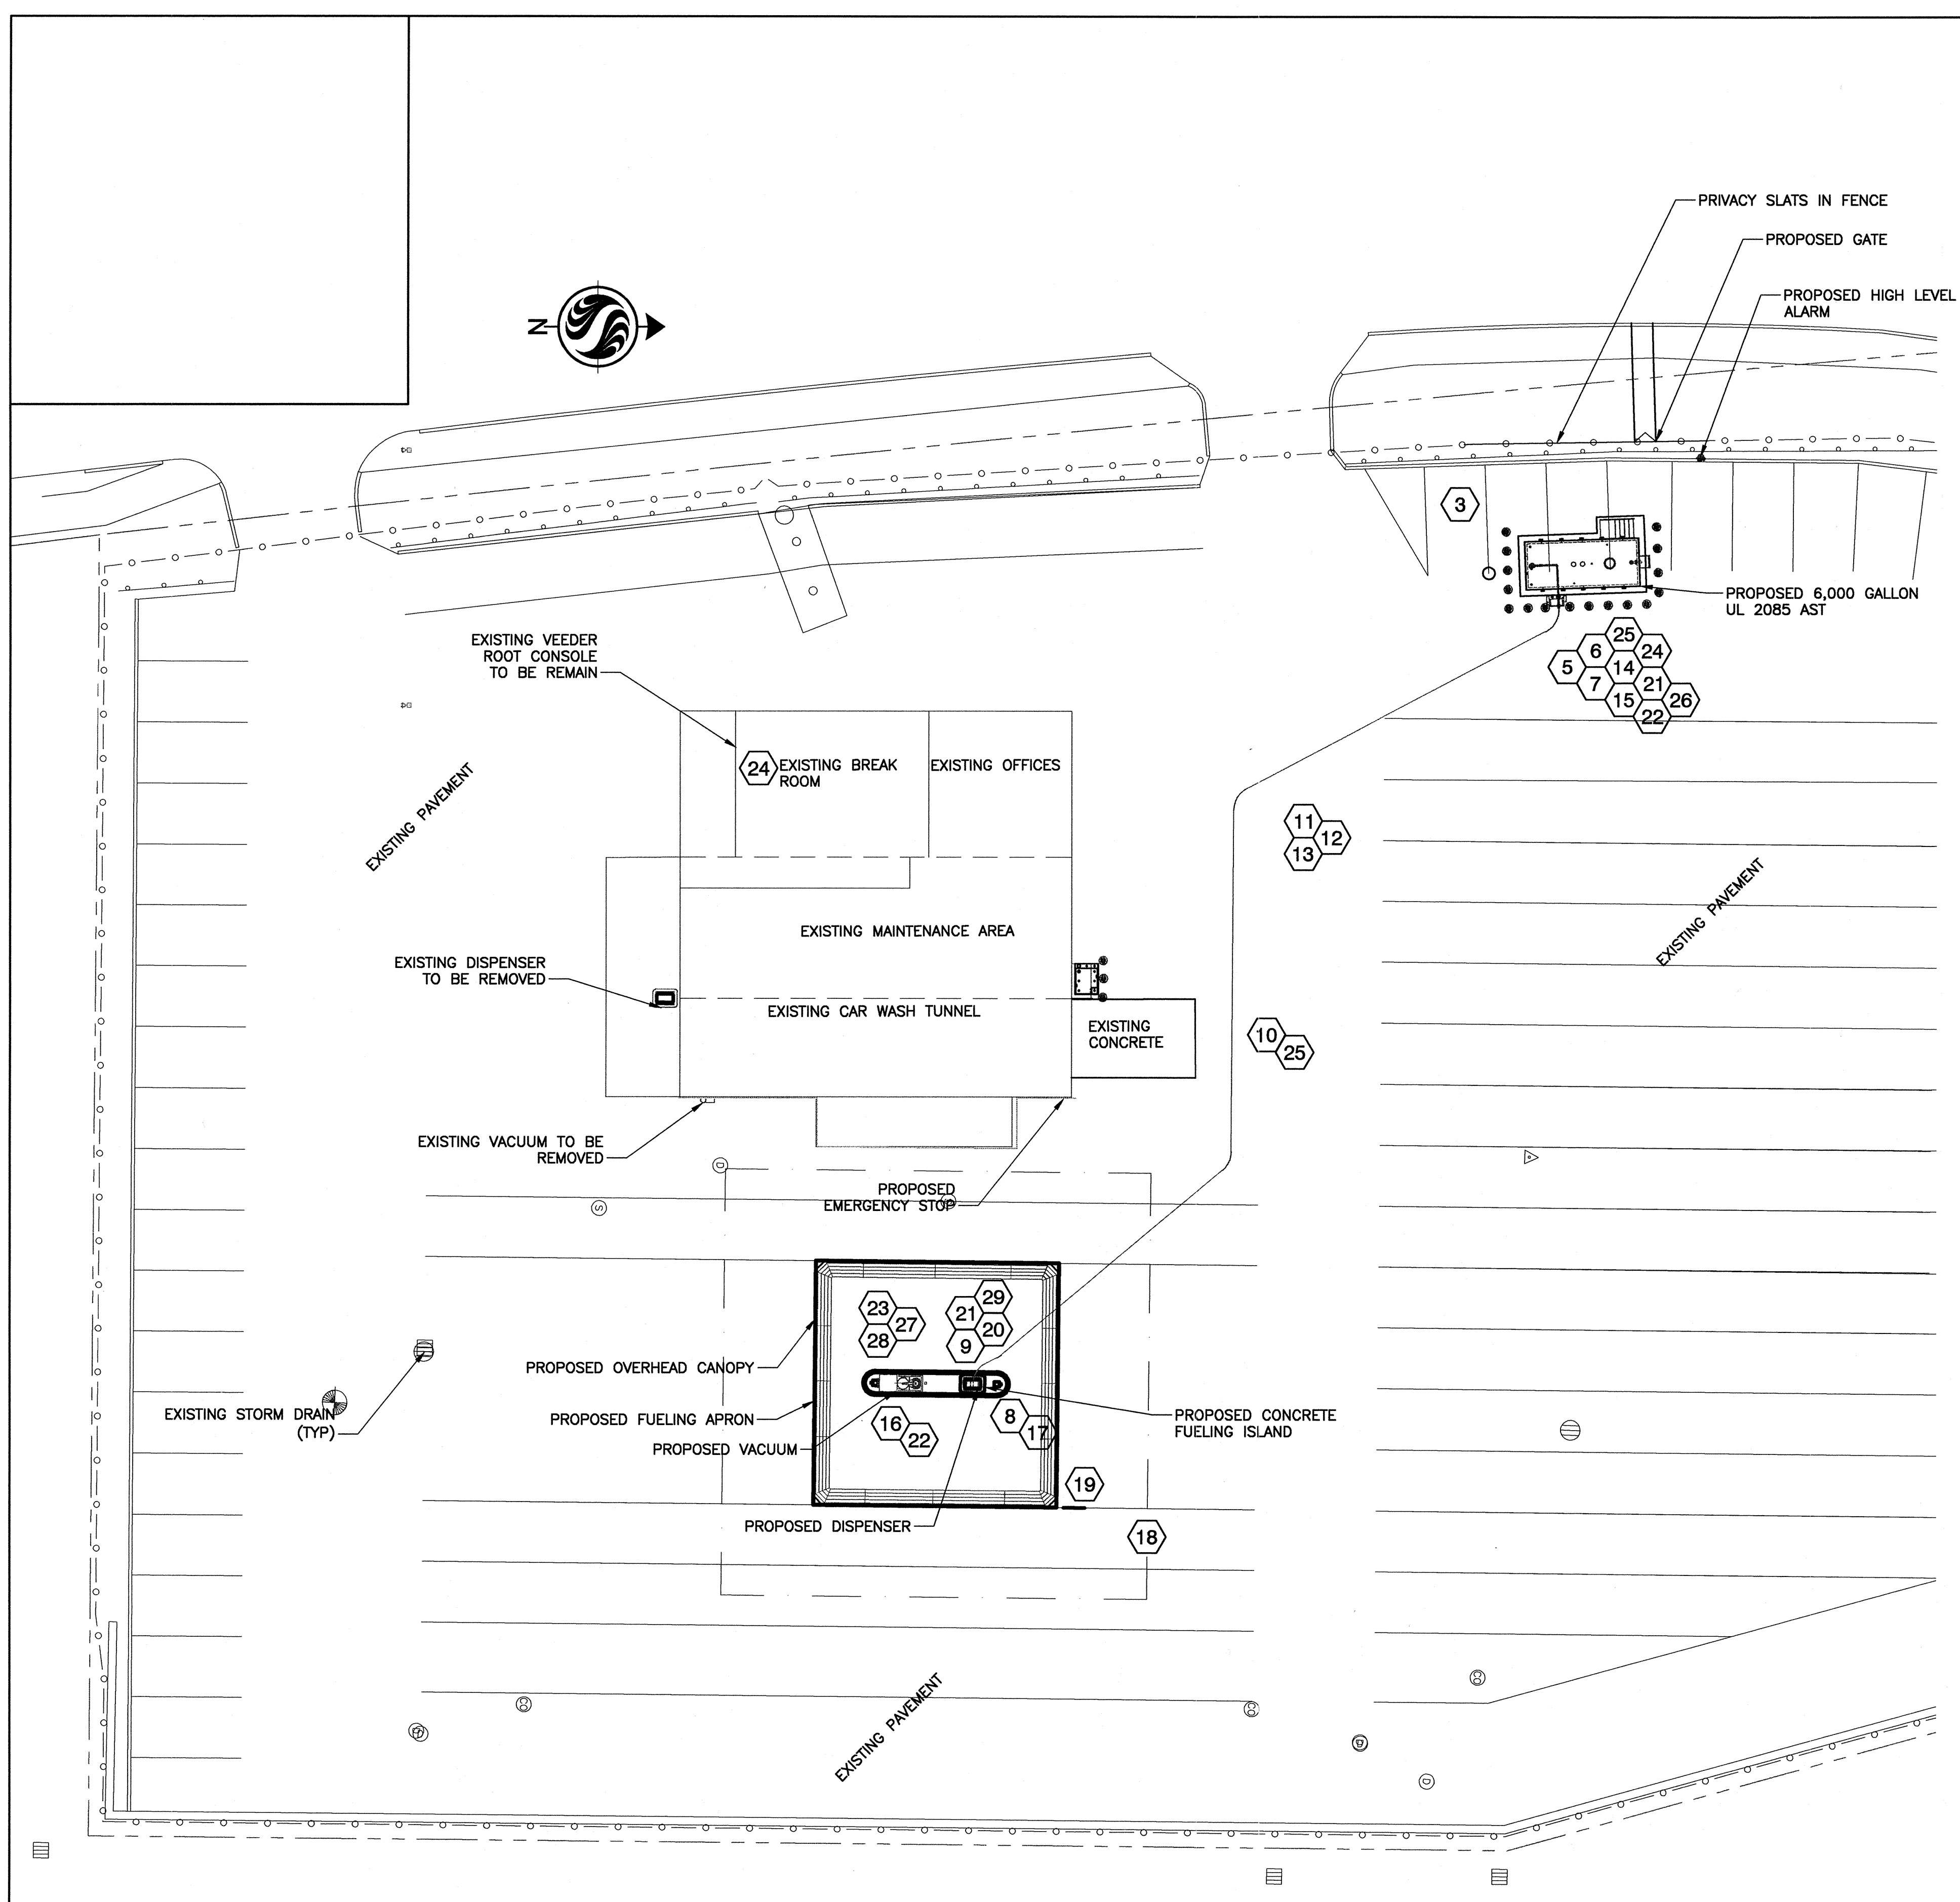 PRIVACY SLATS IN FENCE
PROPOSED GATE
PROPOSED HIGH LEVEL
ALARM
N
3
PROPOSED 6,000 GALLON
UL 2085 AST
25
6
24
5
14
7
21
15
26
22
EXISTING VEEDER
ROOT CONSOLE
TO BE REMAIN
24
EXISTING BREAK
ROOM
EXISTING OFFICES
EXISTING PAVEMENT
11
12
13
EXISTING PAVEMENT
EXISTING MAINTENANCE AREA
EXISTING DISPENSER
TO BE REMOVED
EXISTING CAR WASH TUNNEL
EXISTING
CONCRETE
10
25
EXISTING VACUUM TO BE
REMOVED
D
PROPOSED
EMERGENCY STOP
S
23
27
28
29
21
20
9
PROPOSED OVERHEAD CANOPY
EXISTING STORM DRAIN
(TYP)
PROPOSED FUELING APRON
PROPOSED VACUUM
16
22
8
17
PROPOSED CONCRETE
FUELING ISLAND
19
PROPOSED DISPENSER
18
CO
CO
CO
EXISTING PAVEMENT
D